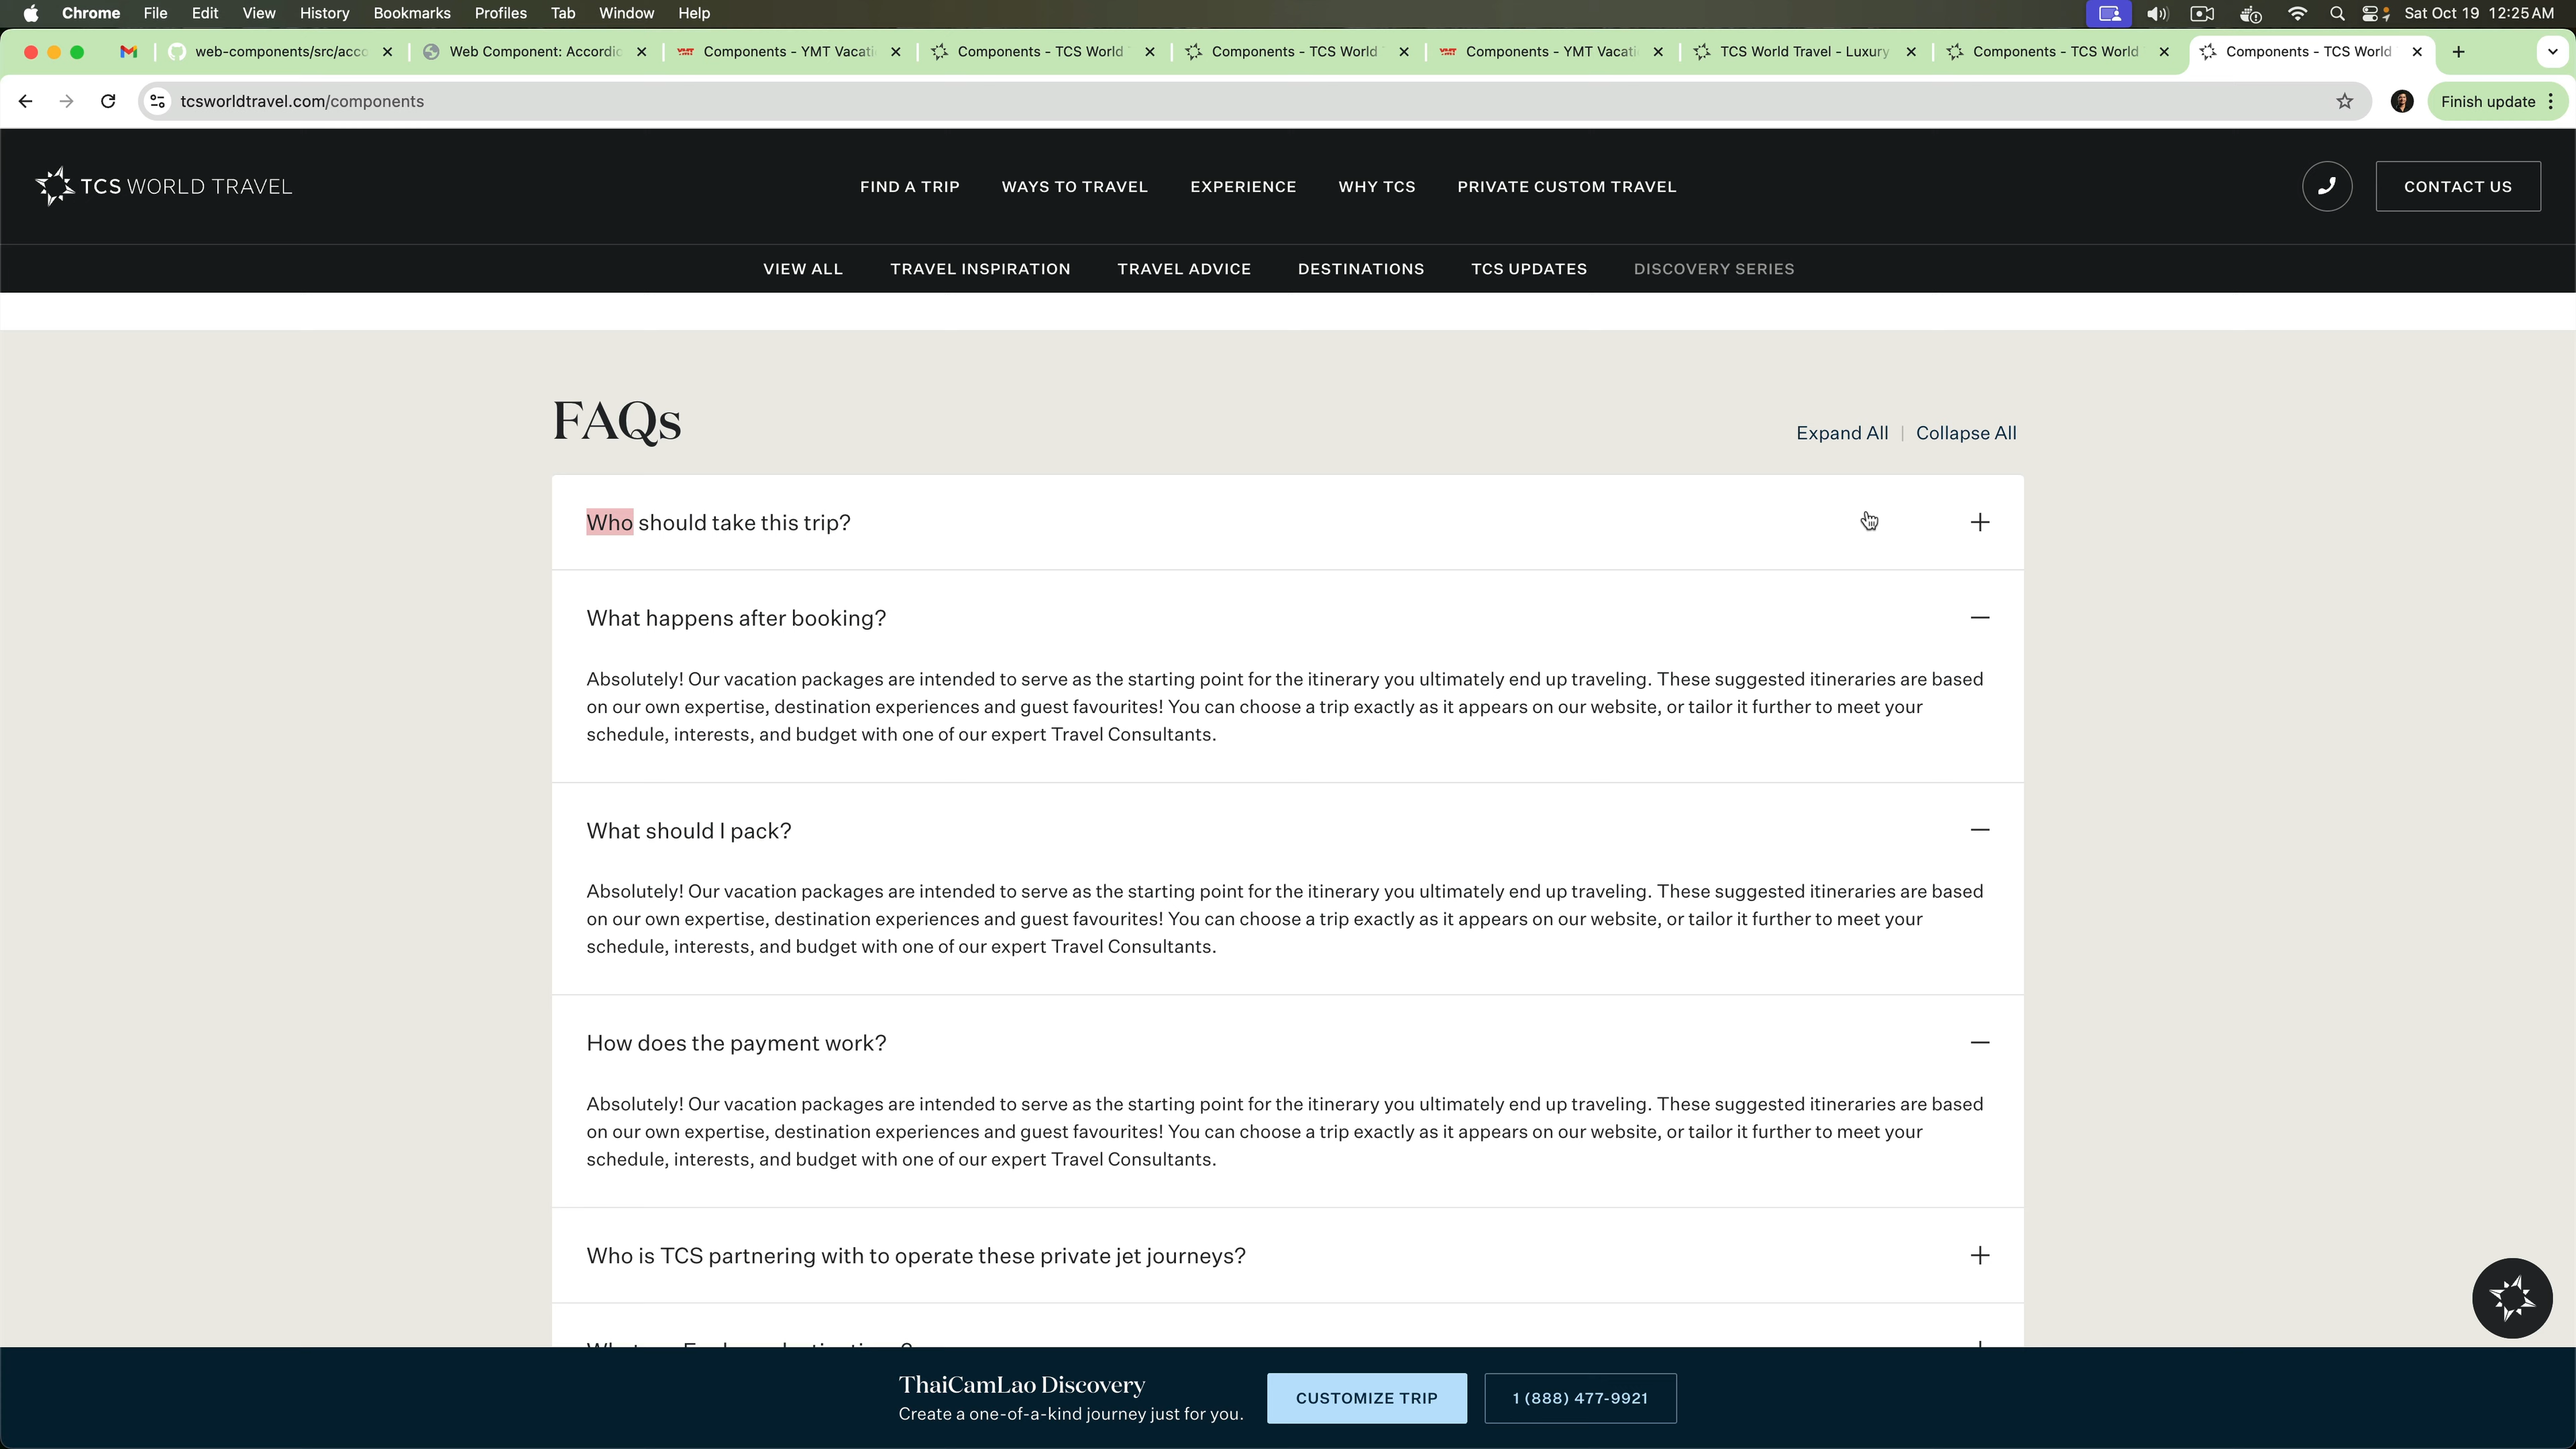 Chrome File Edit View History Bookmarks Profiles Tab Window Help Sat Oct 19 12:25 AM
web-components/src/acco Web Component: Accordic Components - YMT Vacati Components - TCS World Components - TCS World Components - YMT Vacati TCS World Travel - Luxury Components - TCS World Components - TCS World
tcsworldtravel.com/components Finish update
TCS WORLD TRAVEL FIND A TRIP WAYS TO TRAVEL EXPERIENCE WHY TCS PRIVATE CUSTOM TRAVEL CONTACT US
VIEW ALL TRAVEL INSPIRATION TRAVEL ADVICE DESTINATIONS TCS UPDATES DISCOVERY SERIES
FAQs
Expand All | Collapse All
Who should take this trip?
What happens after booking?
Absolutely! Our vacation packages are intended to serve as the starting point for the itinerary you ultimately end up traveling. These suggested itineraries are based
on our own expertise, destination experiences and guest favourites! You can choose a trip exactly as it appears on our website, or tailor it further to meet your
schedule, interests, and budget with one of our expert Travel Consultants.
What should I pack?
Absolutely! Our vacation packages are intended to serve as the starting point for the itinerary you ultimately end up traveling. These suggested itineraries are based
on our own expertise, destination experiences and guest favourites! You can choose a trip exactly as it appears on our website, or tailor it further to meet your
schedule, interests, and budget with one of our expert Travel Consultants.
How does the payment work?
Absolutely! Our vacation packages are intended to serve as the starting point for the itinerary you ultimately end up traveling. These suggested itineraries are based
on our own expertise, destination experiences and guest favourites! You can choose a trip exactly as it appears on our website, or tailor it further to meet your
schedule, interests, and budget with one of our expert Travel Consultants.
Who is TCS partnering with to operate these private jet journeys?
ThaiCamLao Discovery
Create a one-of-a-kind journey just for you.
CUSTOMIZE TRIP
1 (888) 477-9921